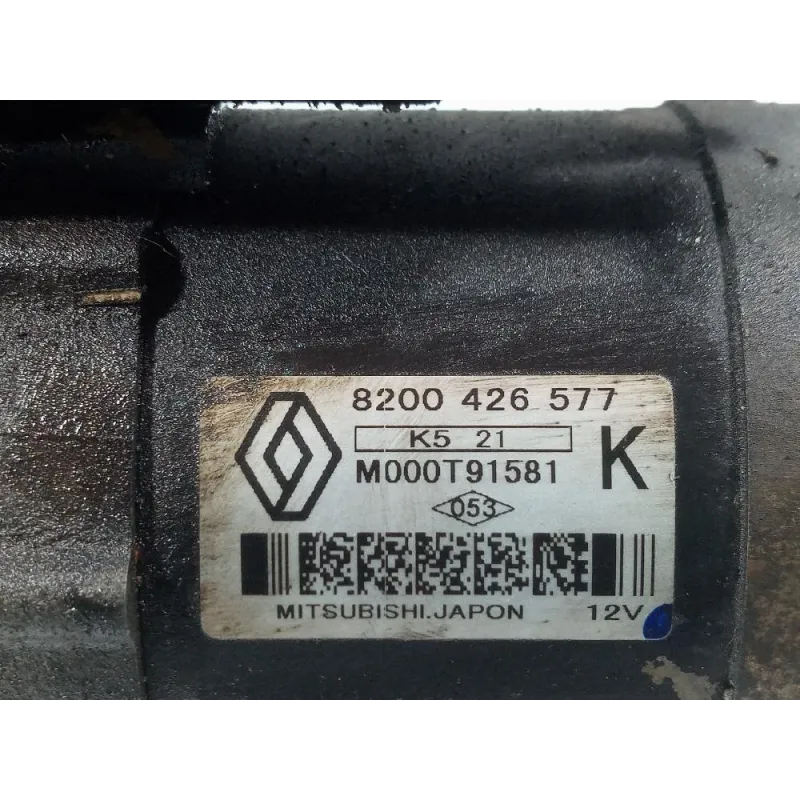 8200 426 577
K5 21
M000T91581 K
053
MITSUBISHI.JAPON 12V